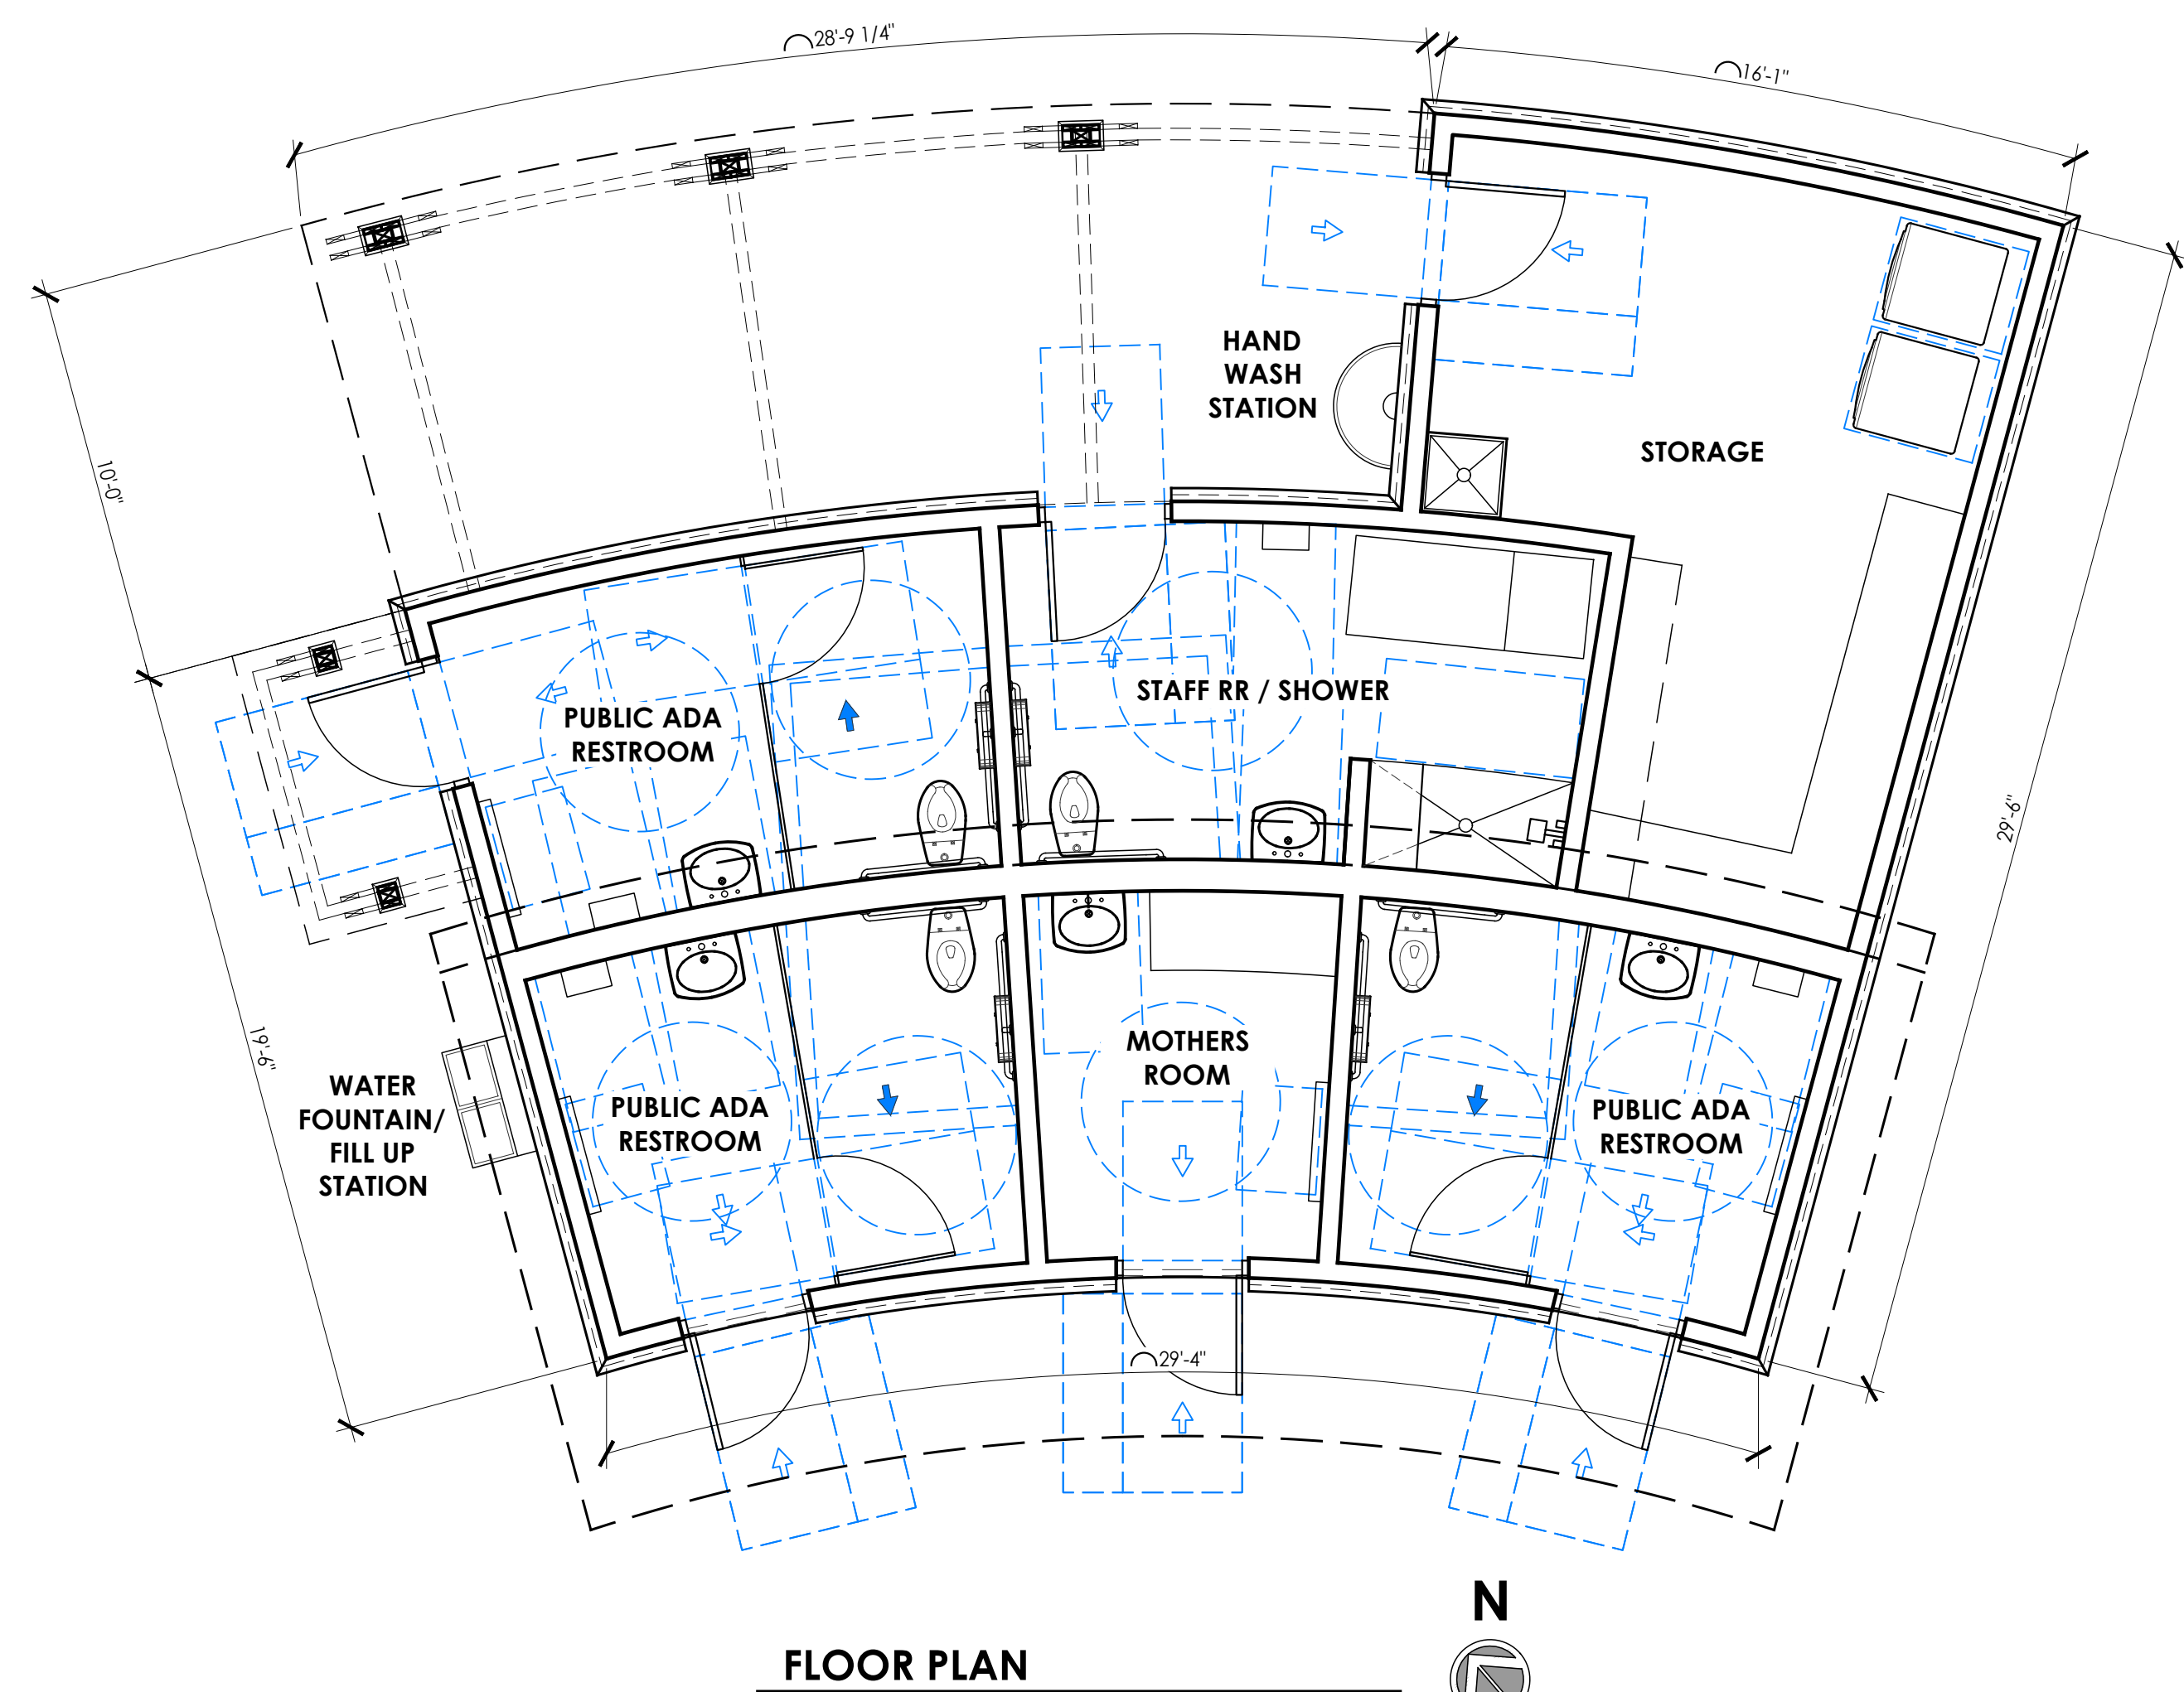 28'-9 1/4"
16'-1"
HAND
WASH
STATION
STORAGE
10'-0"
STAFF RR / SHOWER
PUBLIC ADA
RESTROOM
29'-6"
MOTHERS
ROOM
19'-6"
WATER
FOUNTAIN/
FILL UP
STATION
PUBLIC ADA
RESTROOM
PUBLIC ADA
RESTROOM
29'-4"
N
FLOOR PLAN